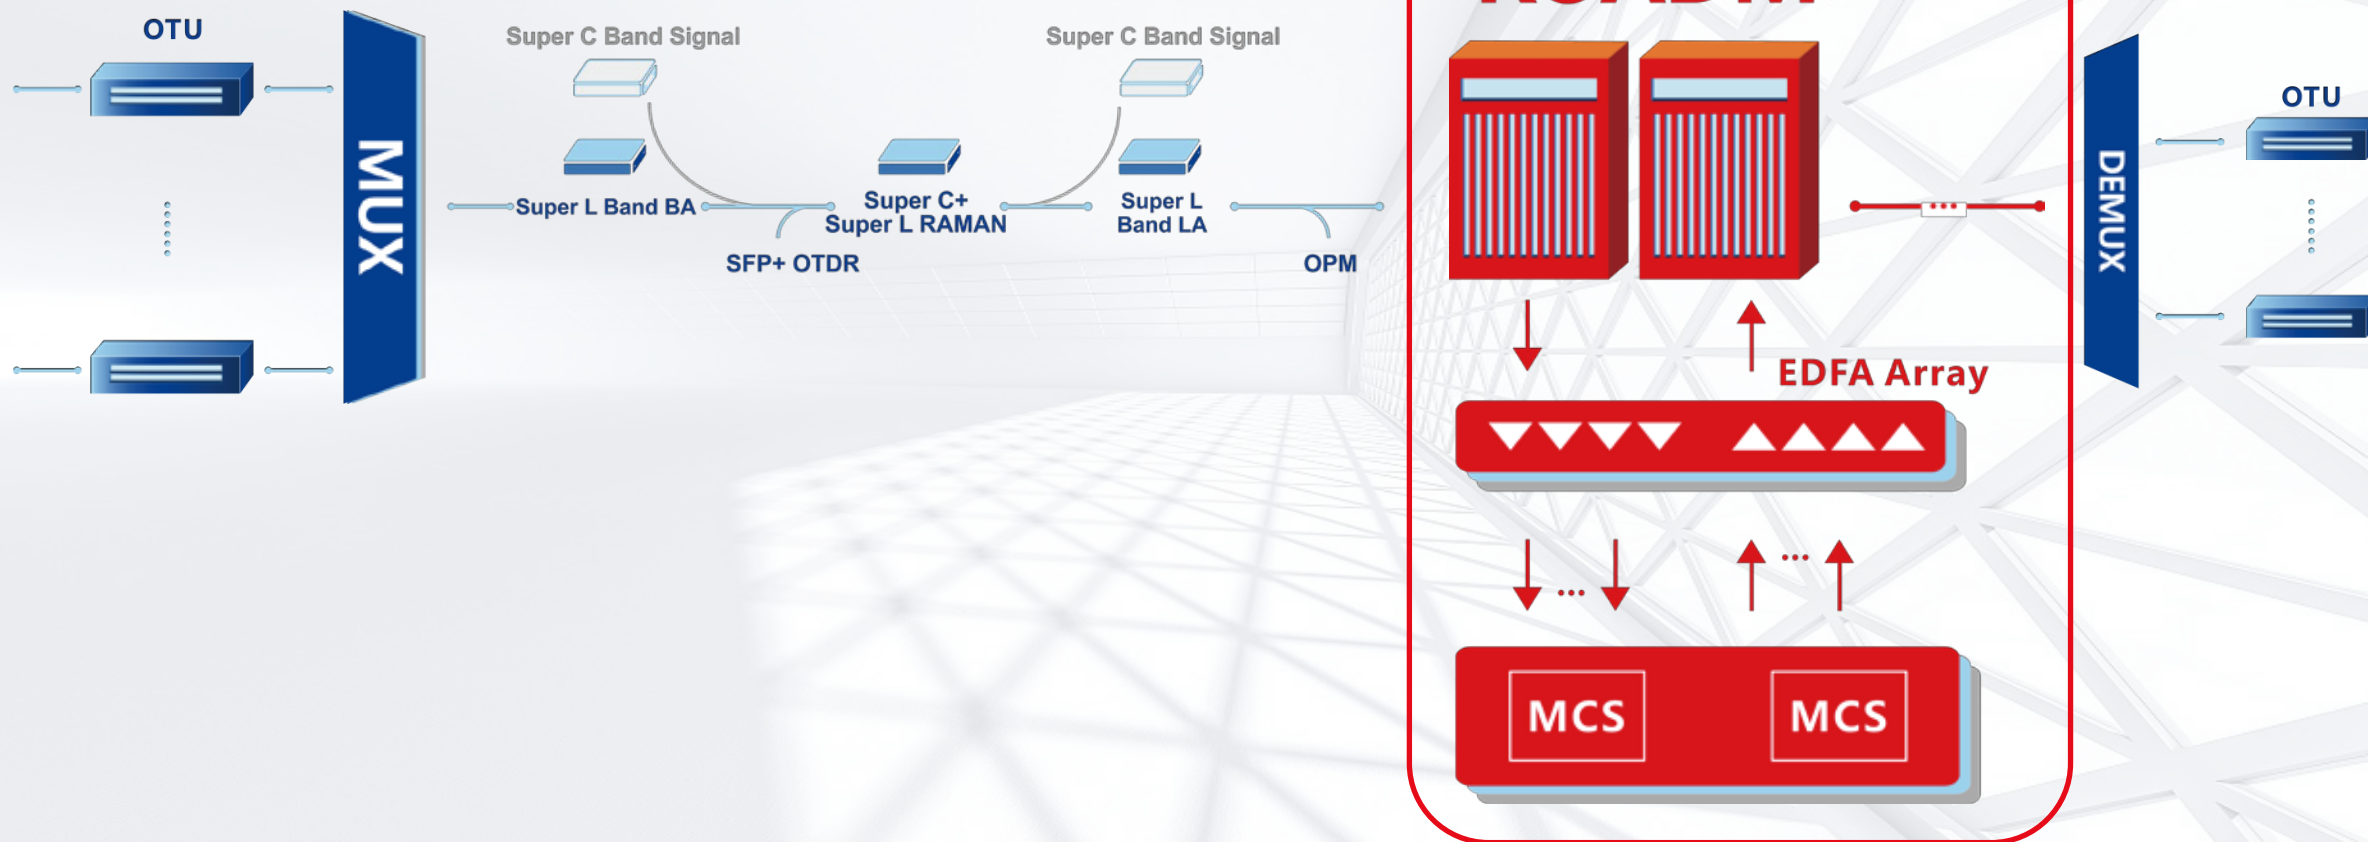 OTU
MUX
Super C Band Signal
Super L Band BA
SFP+ OTDR
Super C+
Super L RAMAN
Super C Band Signal
Super L
Band LA
OPM
EDFA Array
MCS
MCS
DEMUX
OTU